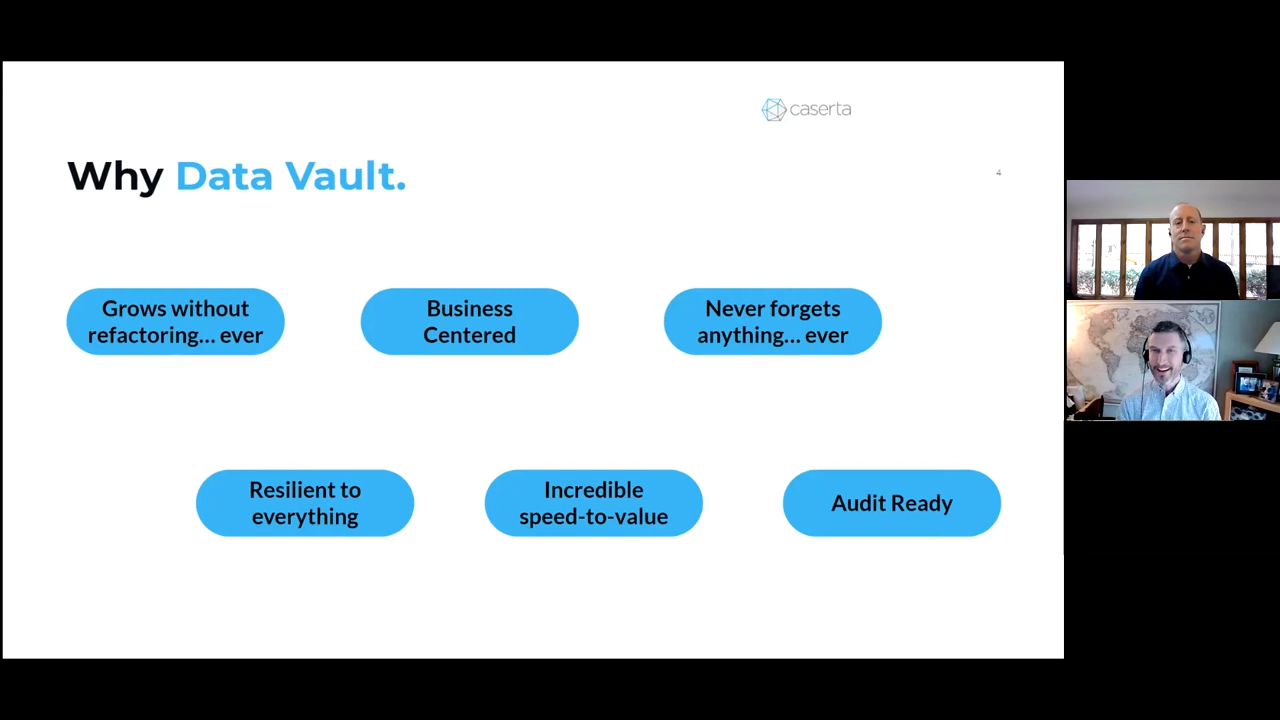 caserta
Why Data Vault.
4
Grows without
refactoring... ever
Business
Centered
Never forgets
anything... ever
Resilient to
everything
Incredible
speed-to-value
Audit Ready